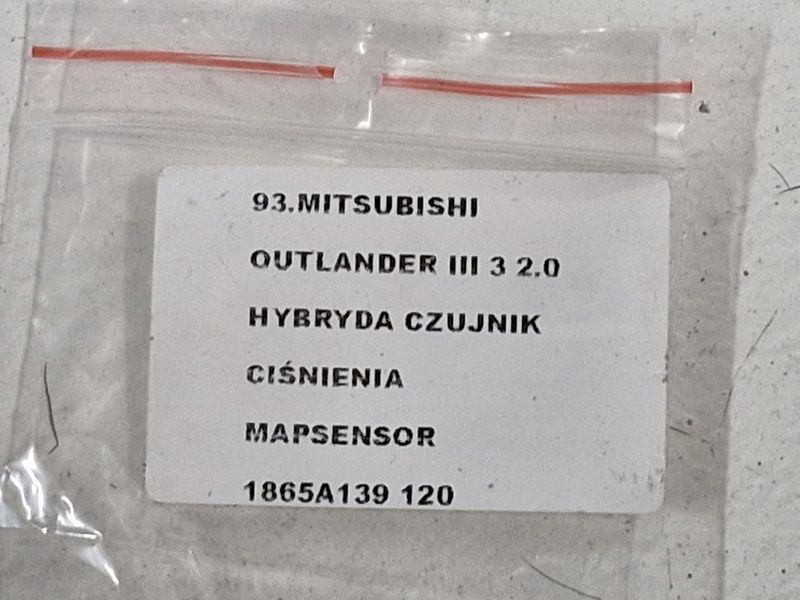 93.MITSUBISHI
OUTLANDER III 3 2.0
HYBRYDA CZUJNIK
CIŚNIENIA
MAPSENSOR
1865A139 120